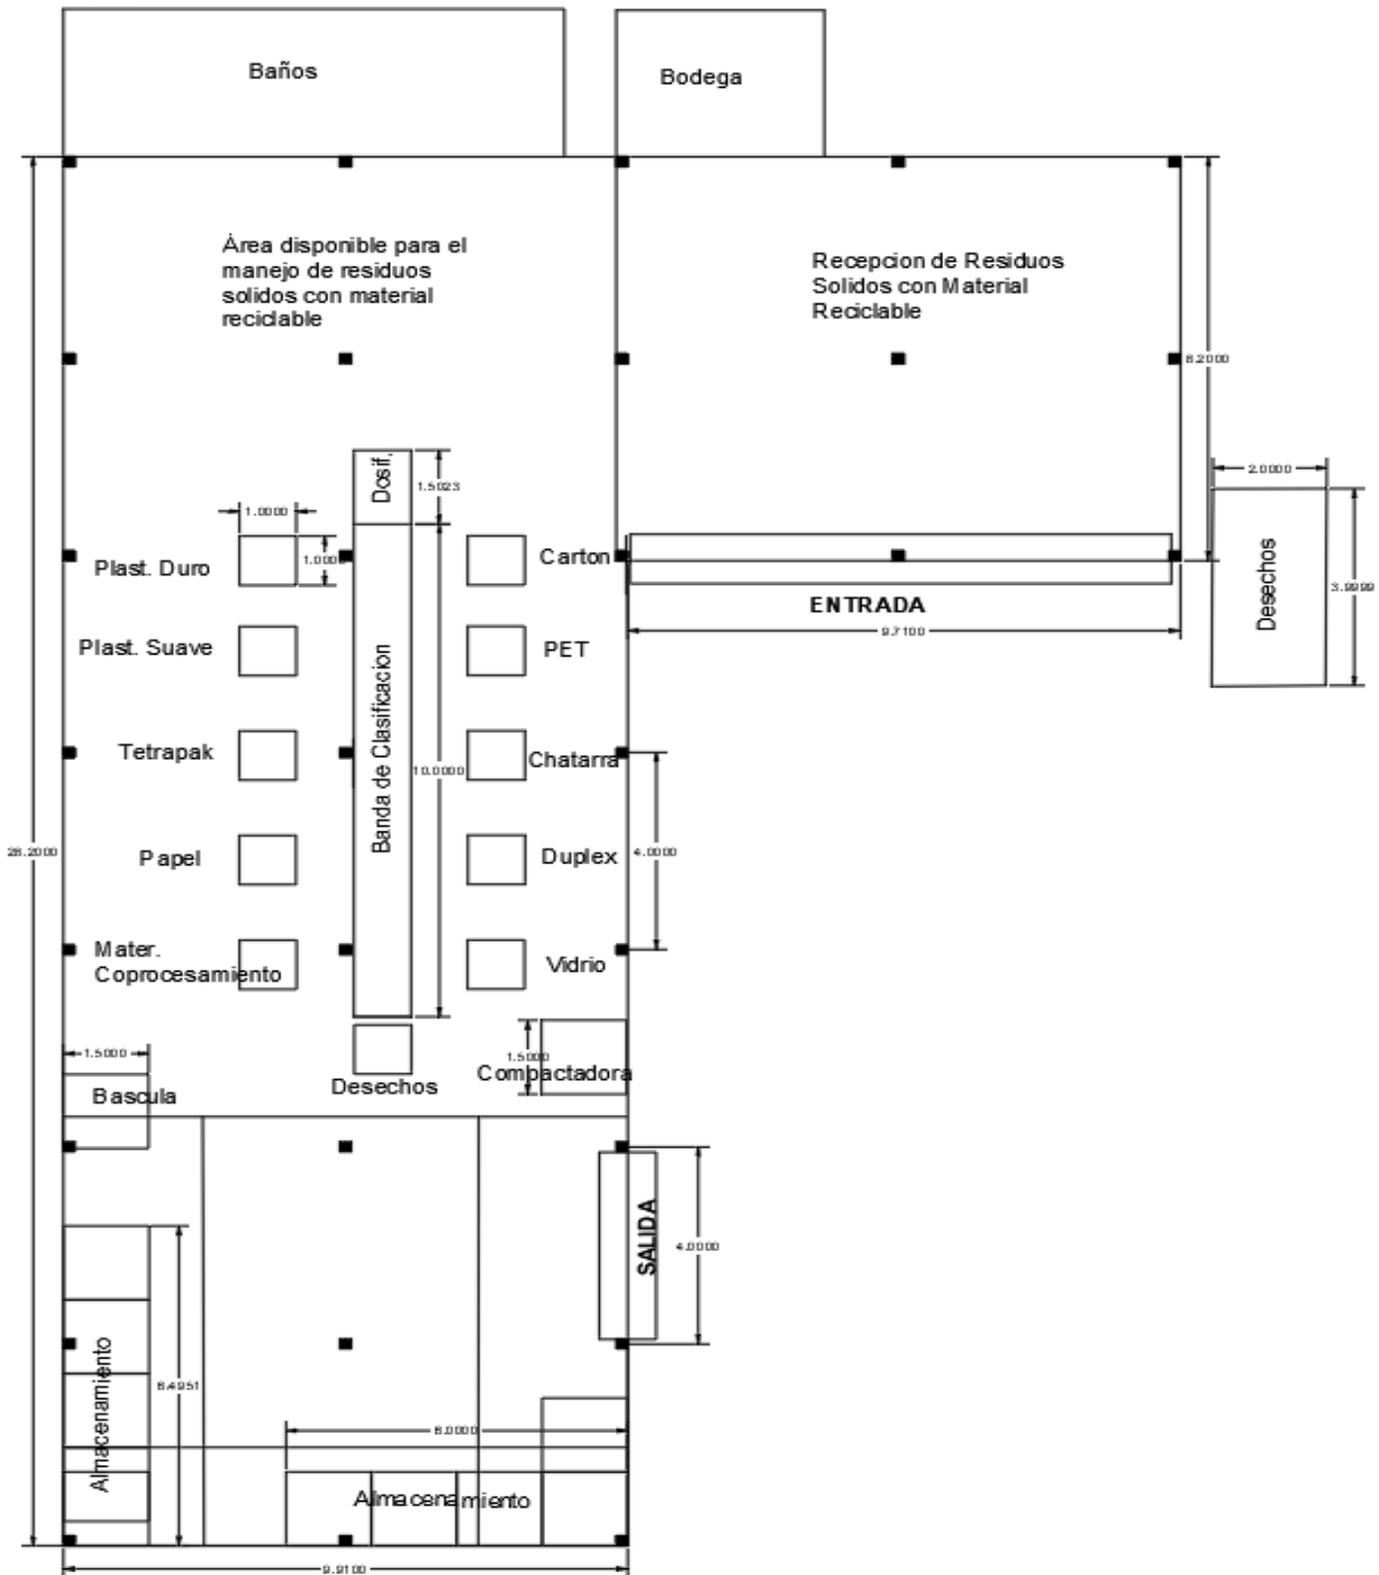 Baños
Bodega
Área disponible para el
manejo de residuos
solidos con material
reciclable
Recepcion de Residuos
Solidos con Material
Reciclable
8.2000
Dosif.
1.5023
2.0000
1.0000
1.000
Plast. Duro
Carton
Desechos
3.9999
ENTRADA
9.7100
Plast. Suave
PET
Banda de Clasificacion
Tetrapak
Chatarra
10.0000
28.2000
Papel
Duplex
4.0000
Mater.
Coprocesamiento
Vidrio
1.5000
1.5000
Compactadora
Desechos
Bascula
SALIDA
4.0000
Almacenamiento
6.4951
6.0000
Almacenamiento
9.9100